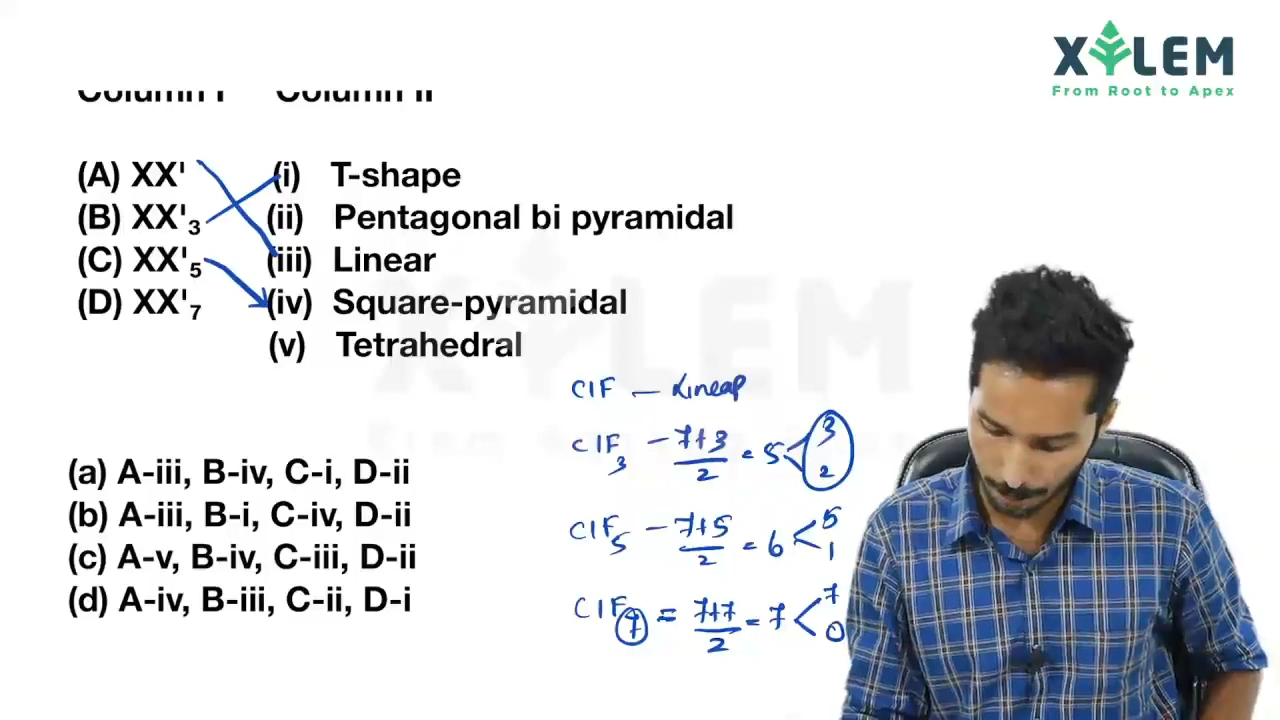 XYLEM
From Root to Apex
Column I Column II
(A) XX' (i) T-shape
(B) XX'3 (ii) Pentagonal bi pyramidal
(C) XX'5 (iii) Linear
(D) XX'7 (iv) Square-pyramidal
(v) Tetrahedral
ClF — Linear
ClF3 — 7+3/2 = 5 < 3 2
ClF5 — 7+5/2 = 6 < 5 1
ClF7 = 7+7/2 = 7 < 7 0
(a) A-iii, B-iv, C-i, D-ii
(b) A-iii, B-i, C-iv, D-ii
(c) A-v, B-iv, C-iii, D-ii
(d) A-iv, B-iii, C-ii, D-i